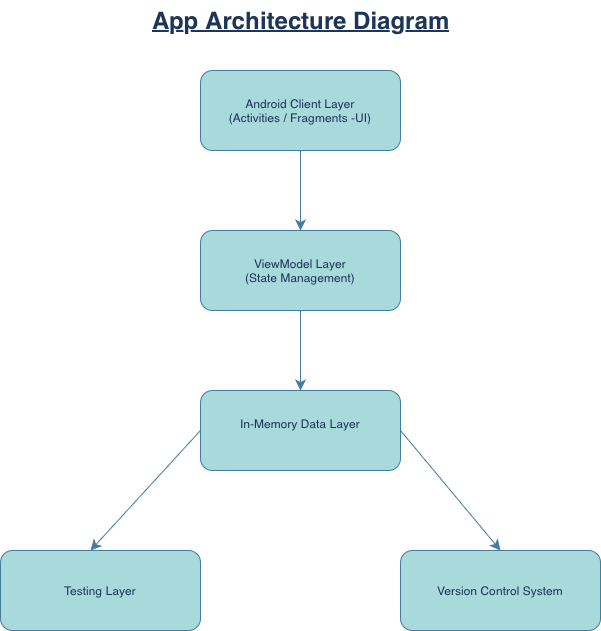 App Architecture Diagram
Android Client Layer
(Activities / Fragments -UI)
ViewModel Layer
(State Management)
In-Memory Data Layer
Testing Layer
Version Control System